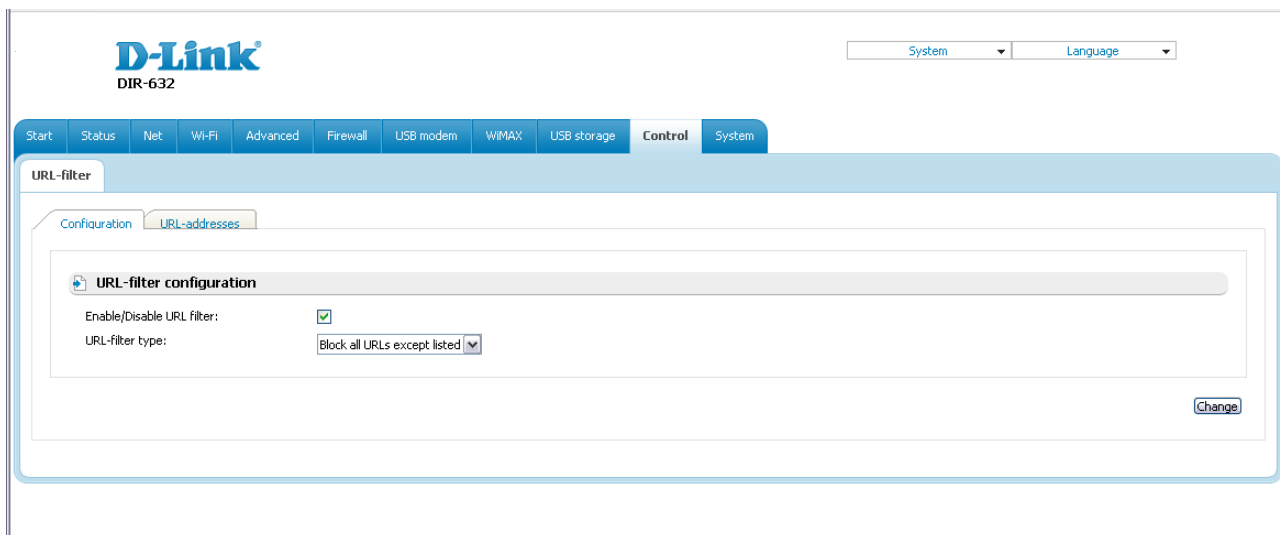 D-Link®
DIR-632
System Language
Start Status Net Wi-Fi Advanced Firewall USB modem WiMAX USB storage Control System
URL-filter
Configuration URL-addresses
URL-filter configuration
Enable/Disable URL filter:
URL-filter type: Block all URLs except listed
Change